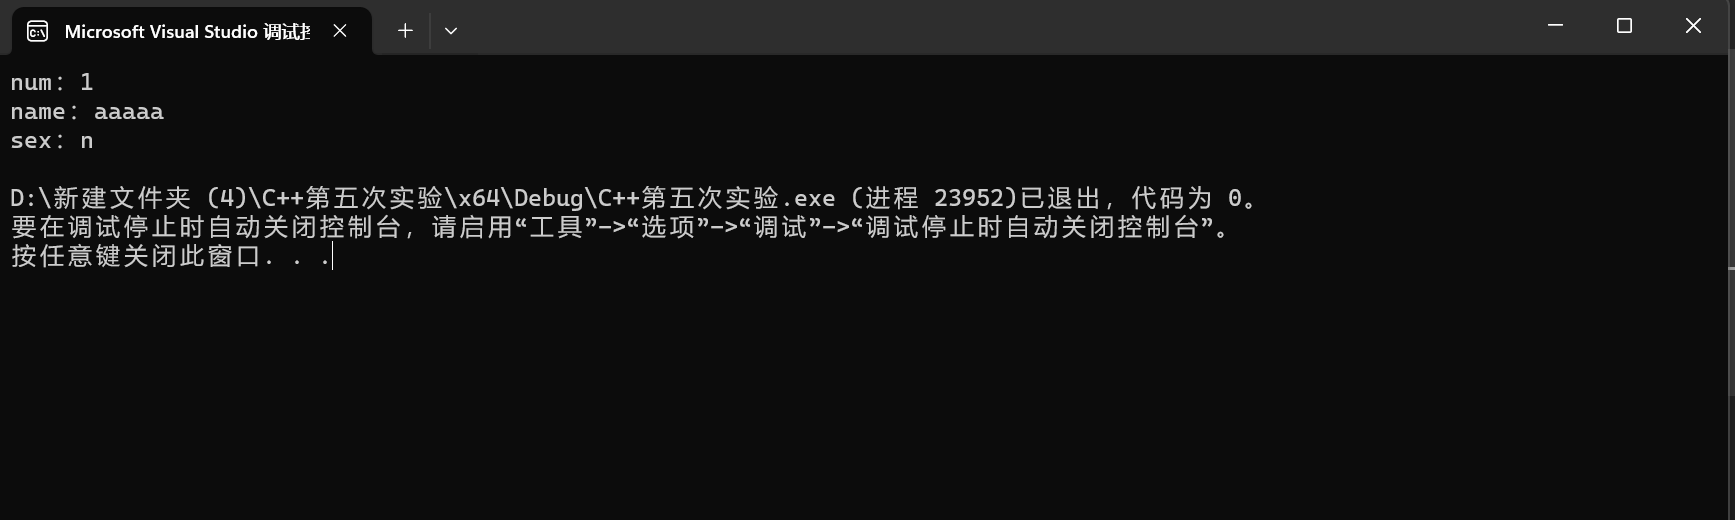 Microsoft Visual Studio 调试
num: 1
name: aaaaa
sex: n
D:\新建文件夹 (4)\C++第五次实验\x64\Debug\C++第五次实验.exe (进程 23952)已退出，代码为 0。
要在调试停止时自动关闭控制台，请启用“工具”->“选项”->“调试”->“调试停止时自动关闭控制台”。
按任意键关闭此窗口. . .